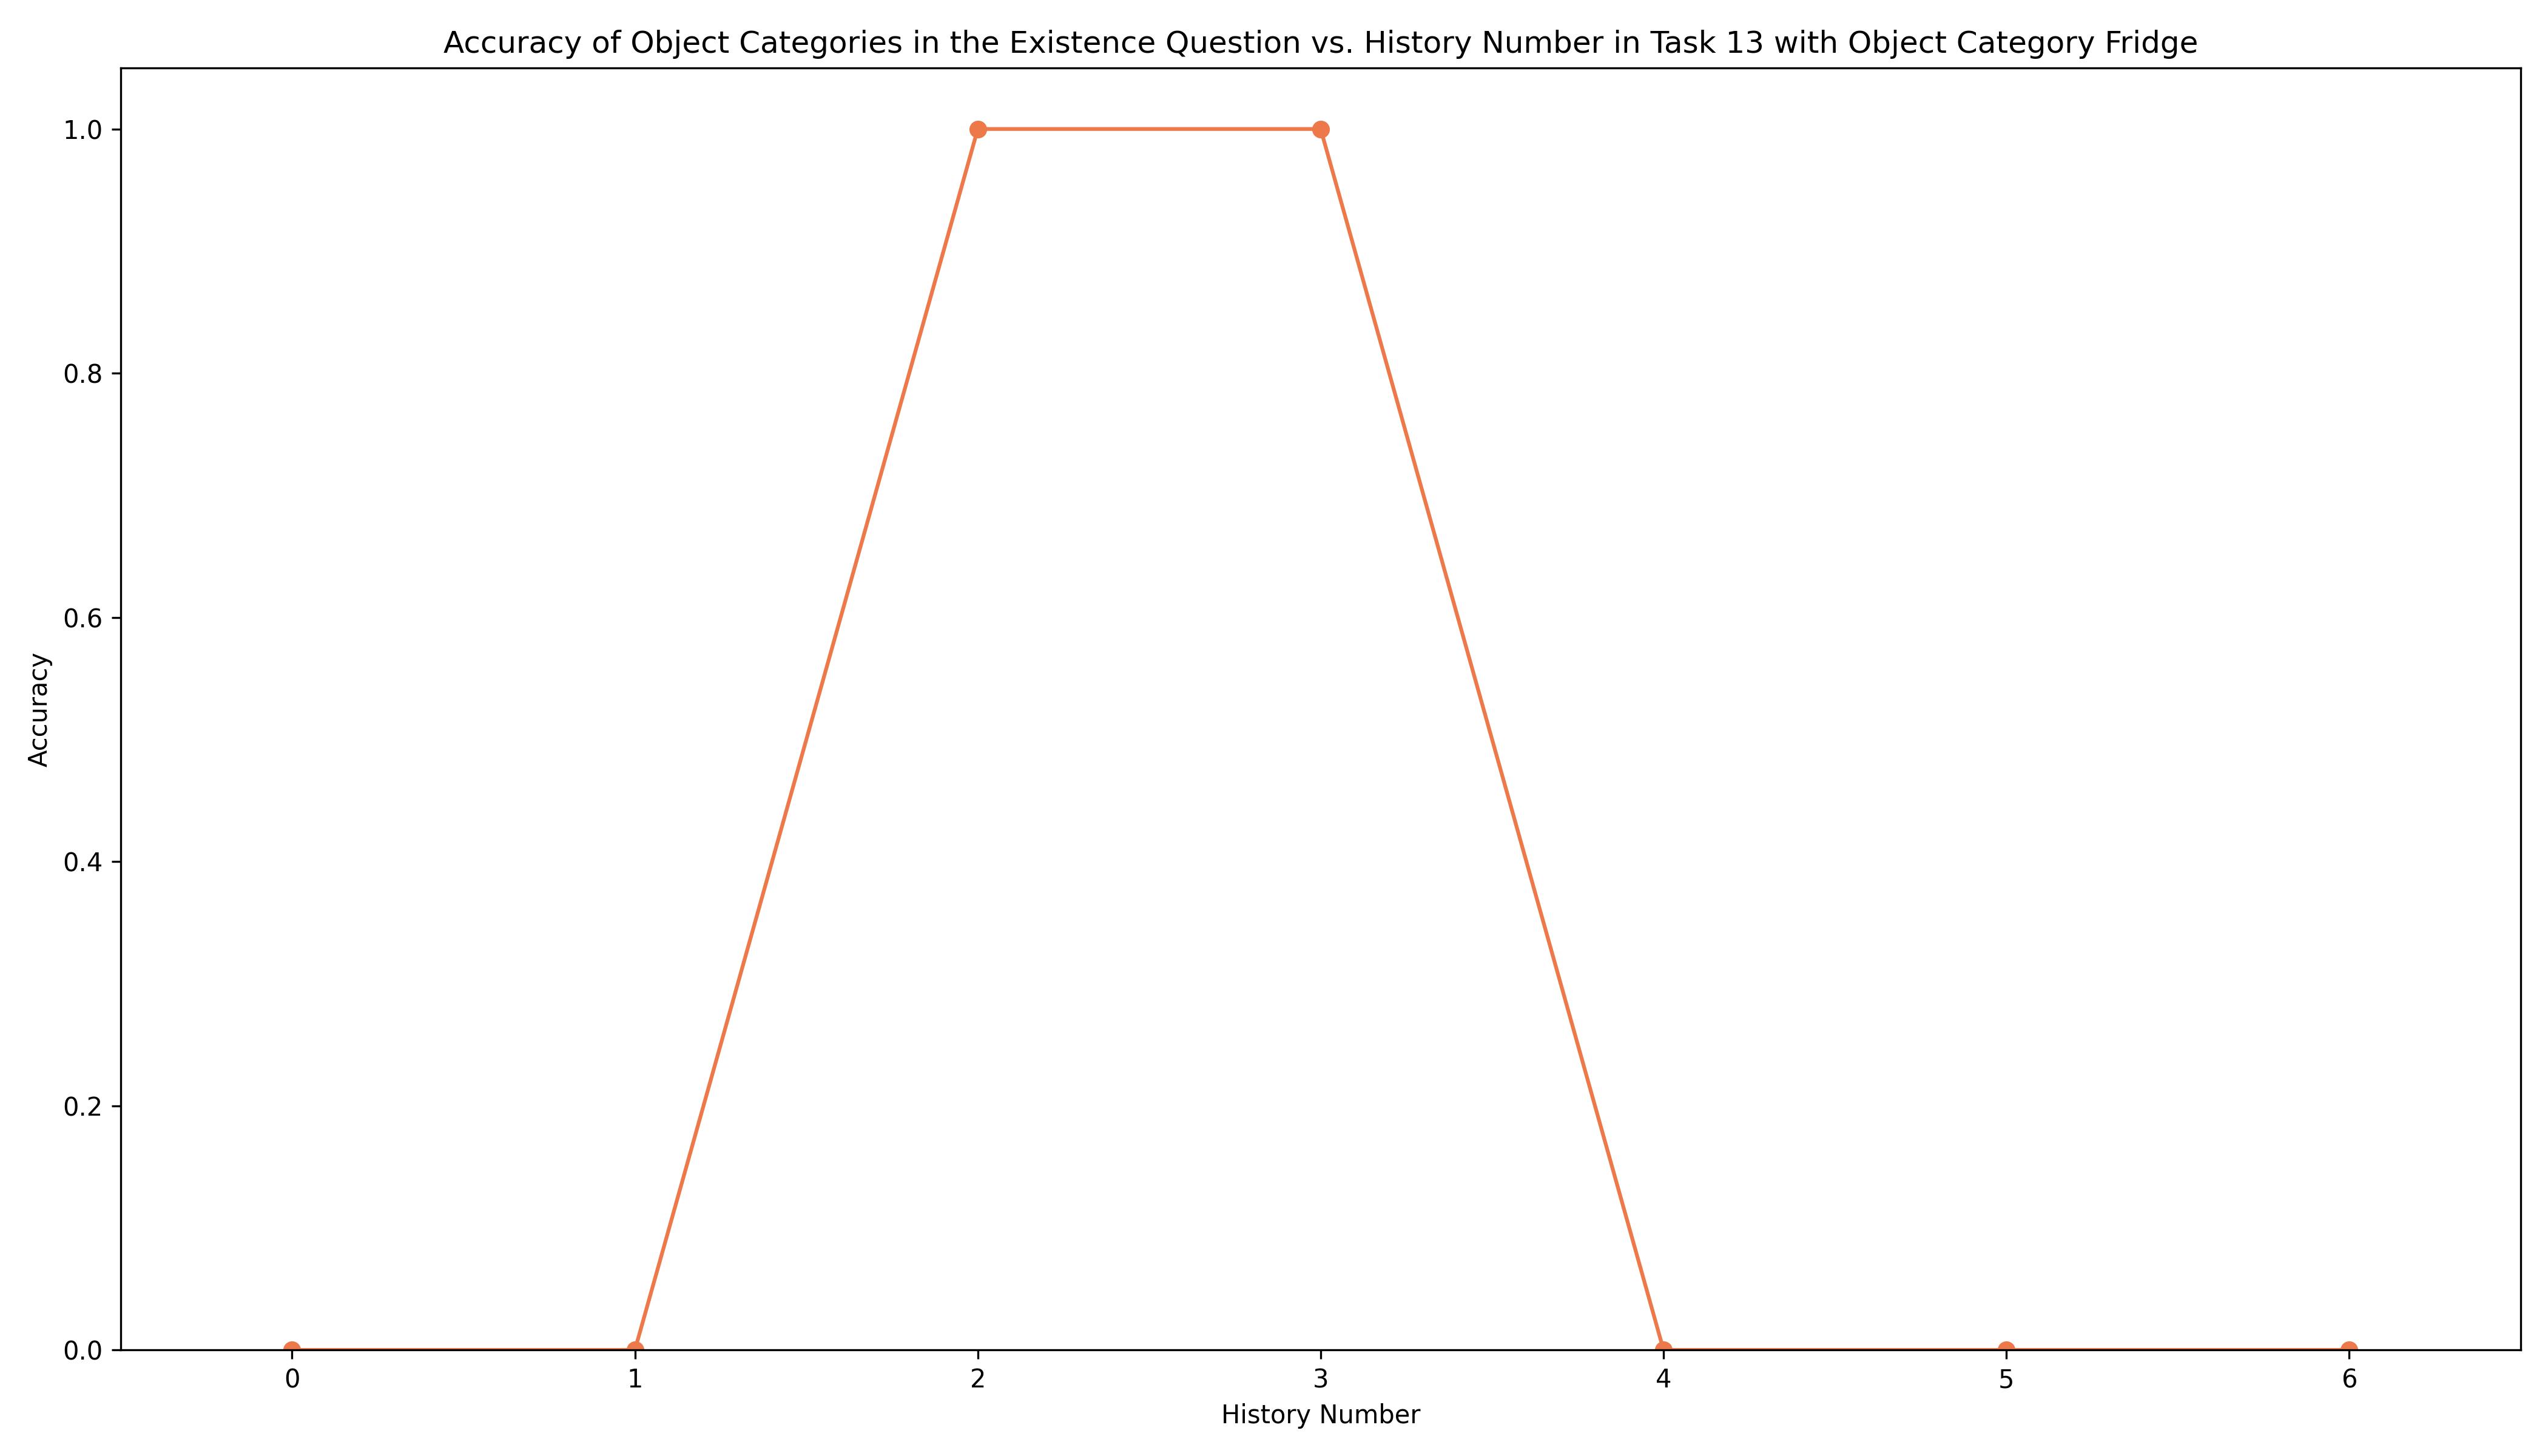 Accuracy of Object Categories in the Existence Question vs. History Number in Task 13 with Object Category Fridge
1.0
0.8
0.6
0.4
0.2
0.0
Accuracy
0 1 2 3 4 5 6
History Number